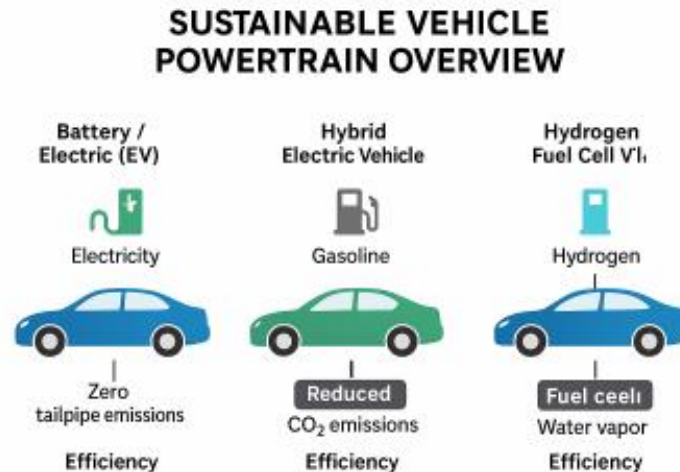 SUSTAINABLE VEHICLE
POWERTRAIN OVERVIEW
Battery /
Electric (EV)
Hybrid
Electric Vehicle
Hydrogen
Fuel Cell
Electricity
Gasoline
Hydrogen
Zero
tailpipe emissions
Reduced
CO₂ emissions
Fuel
Water vapor
Efficiency
Efficiency
Efficiency